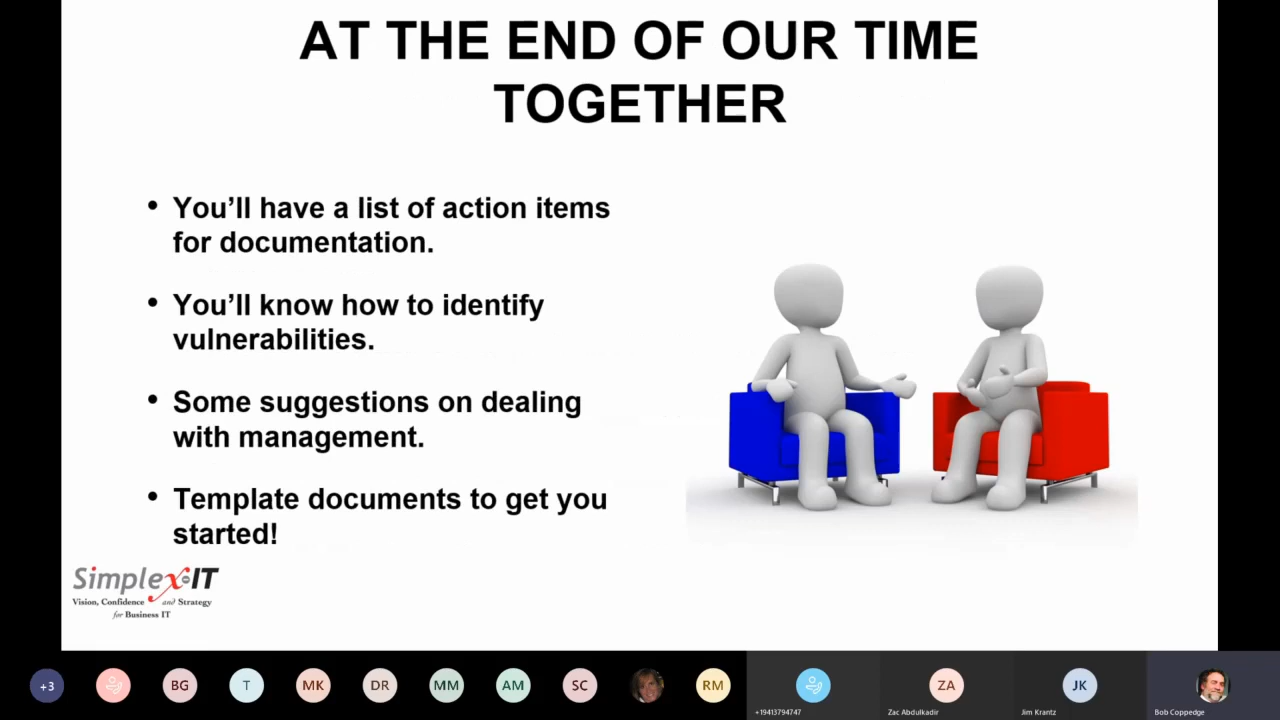 AT THE END OF OUR TIME
TOGETHER
• You’ll have a list of action items
for documentation.
• You’ll know how to identify
vulnerabilities.
• Some suggestions on dealing
with management.
• Template documents to get you
started!
Simplex-IT
Vision, Confidence and Strategy
for Business IT
+3
BG
T
MK
DR
MM
AM
SC
RM
ZA
JK
+19413794747
Zac Abdulkadir
Jim Krantz
Bob Coppedge